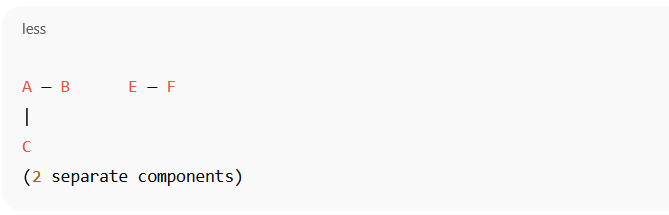 less
A — B      E — F
|
C
(2 separate components)